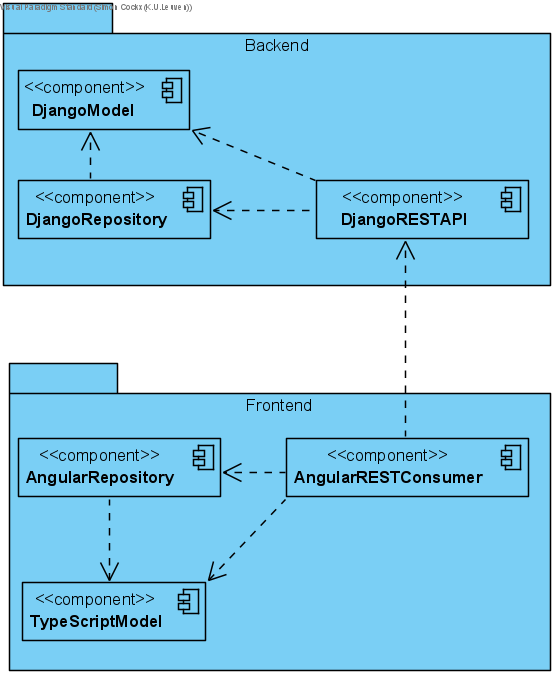 Visual Paradigm Standard (Simon Cockx (K.U.Leuven))
Backend
<<component>>
DjangoModel
<<component>>
DjangoRepository
<<component>>
DjangoRESTAPI
Frontend
<<component>>
AngularRepository
<<component>>
AngularRESTConsumer
<<component>>
TypeScriptModel